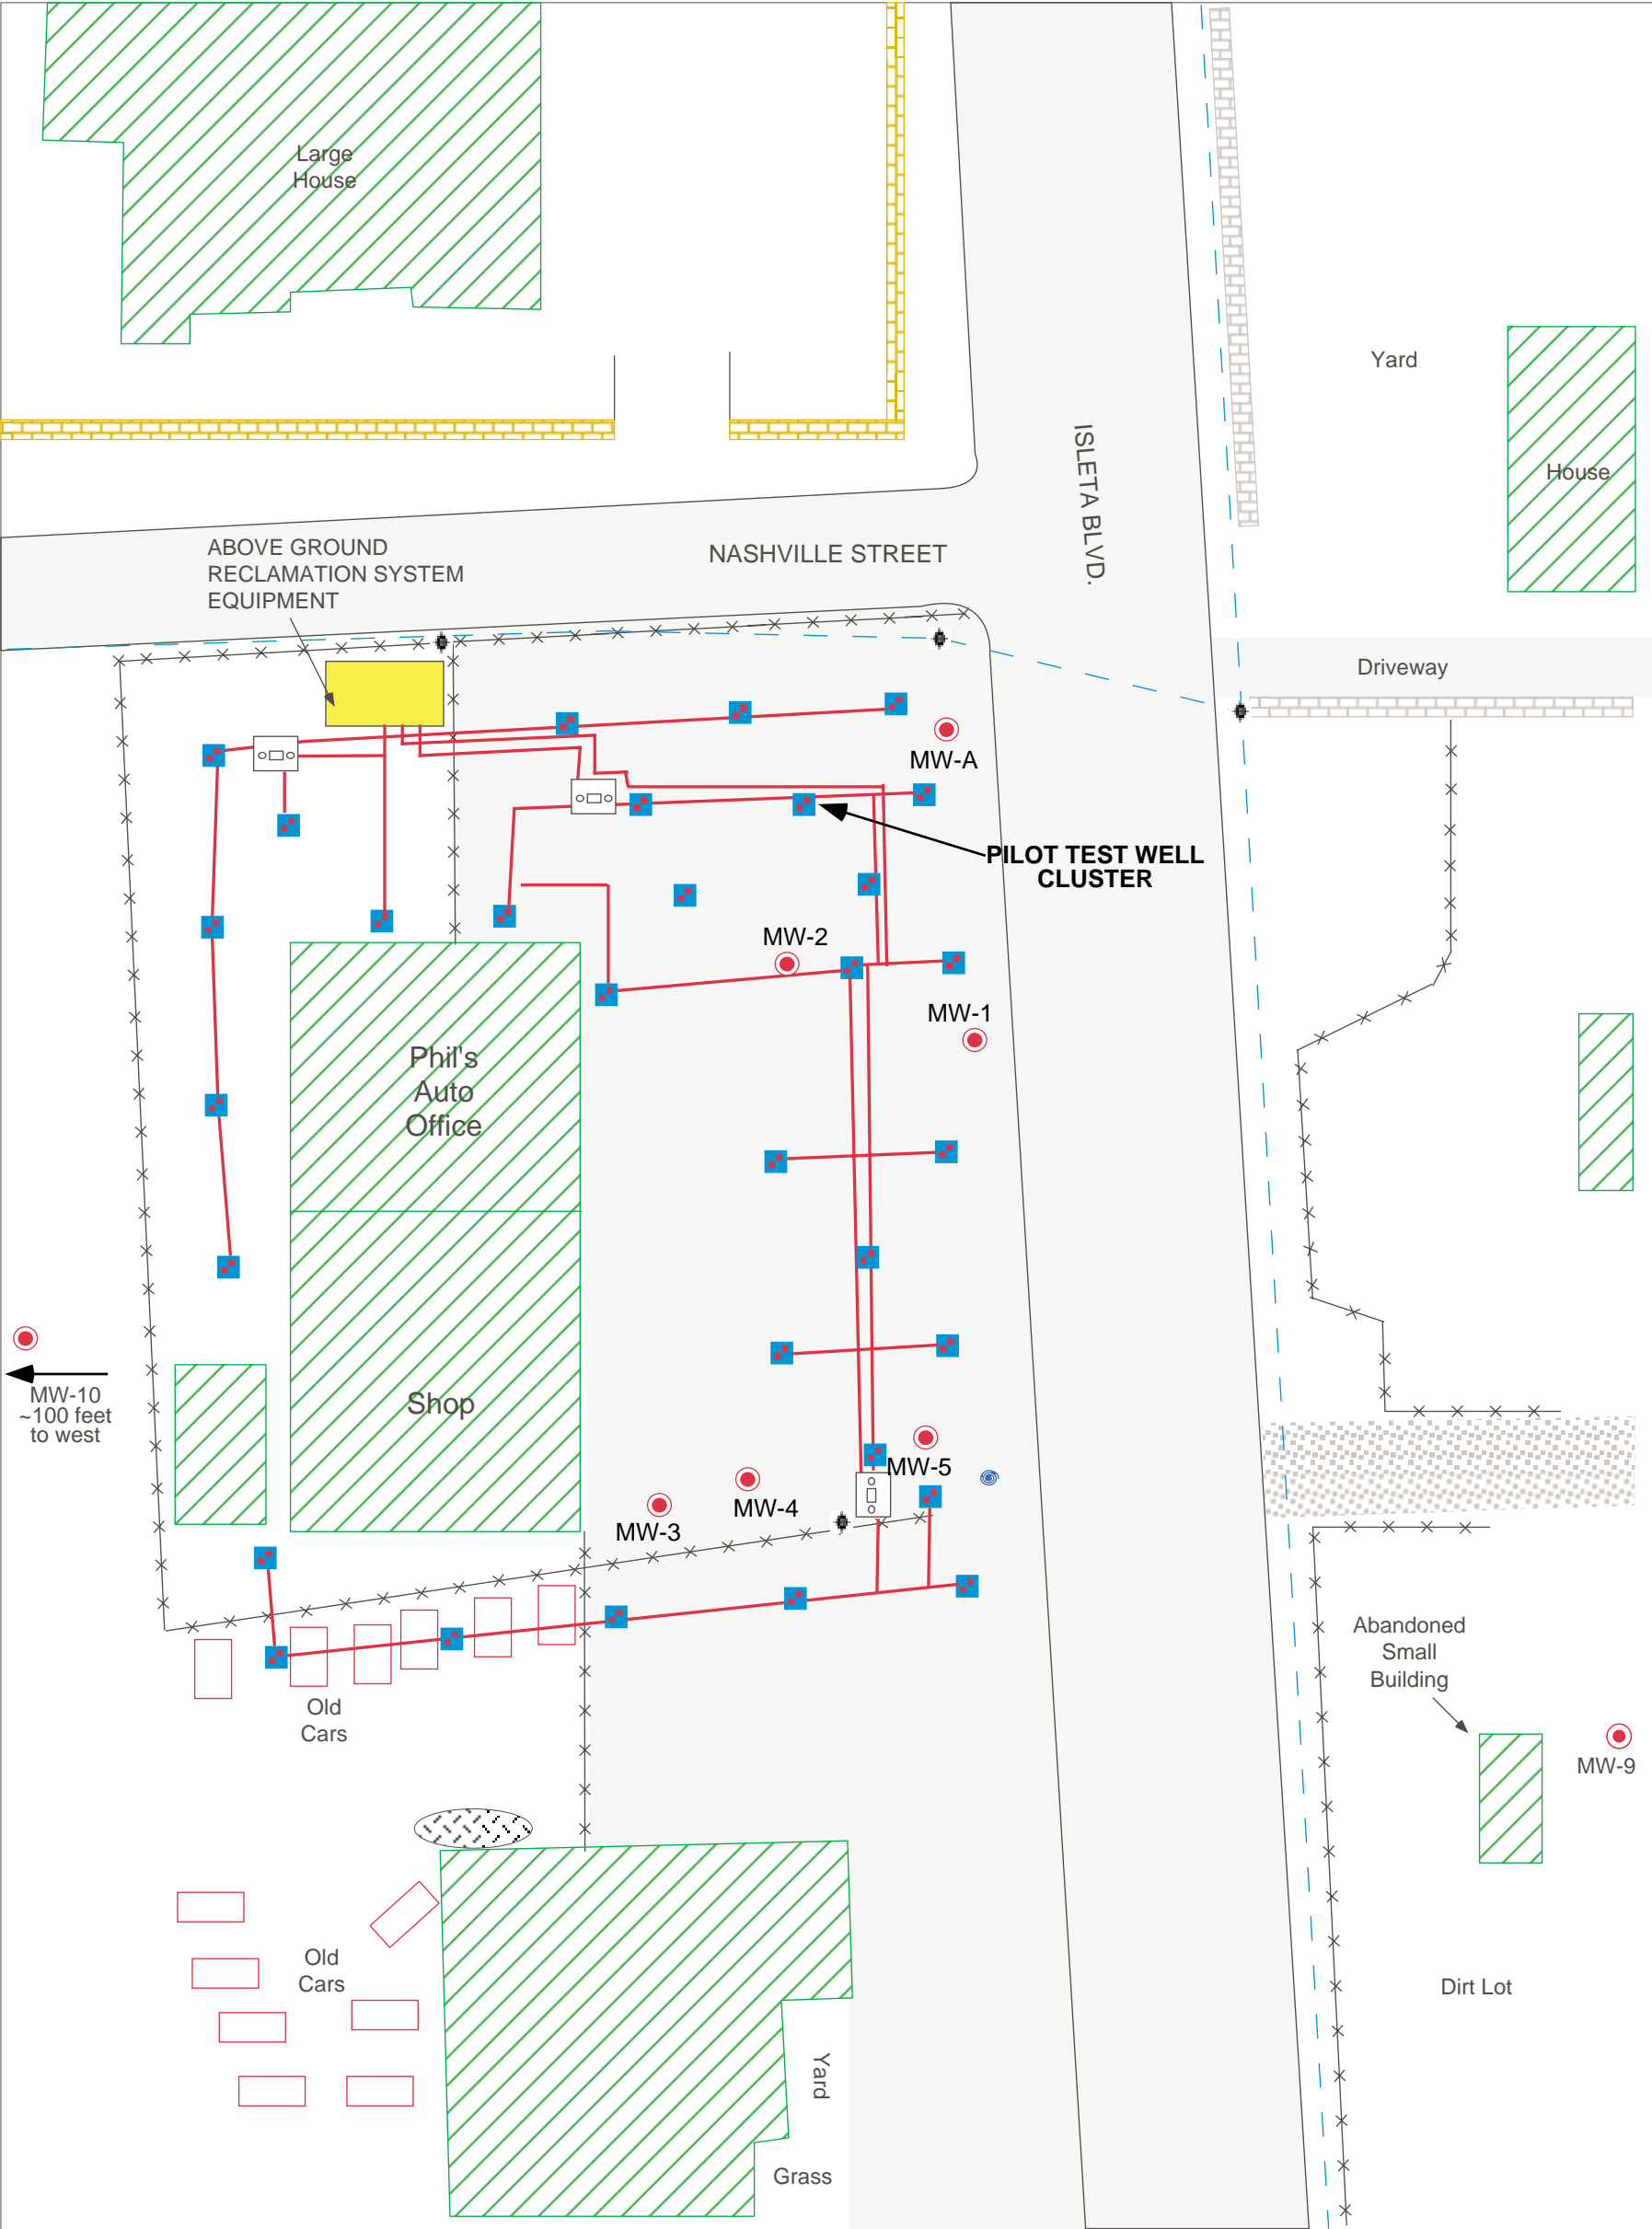 Large
House
Yard
House
ISLETA BLVD.
ABOVE GROUND
RECLAMATION SYSTEM
EQUIPMENT
NASHVILLE STREET
Driveway
MW-A
PILOT TEST WELL
CLUSTER
MW-2
MW-1
Phil's
Auto
Office
MW-10
~100 feet
to west
Shop
MW-5
MW-4
MW-3
Abandoned
Small
Building
Old
Cars
MW-9
Old
Cars
Dirt Lot
Yard
Grass